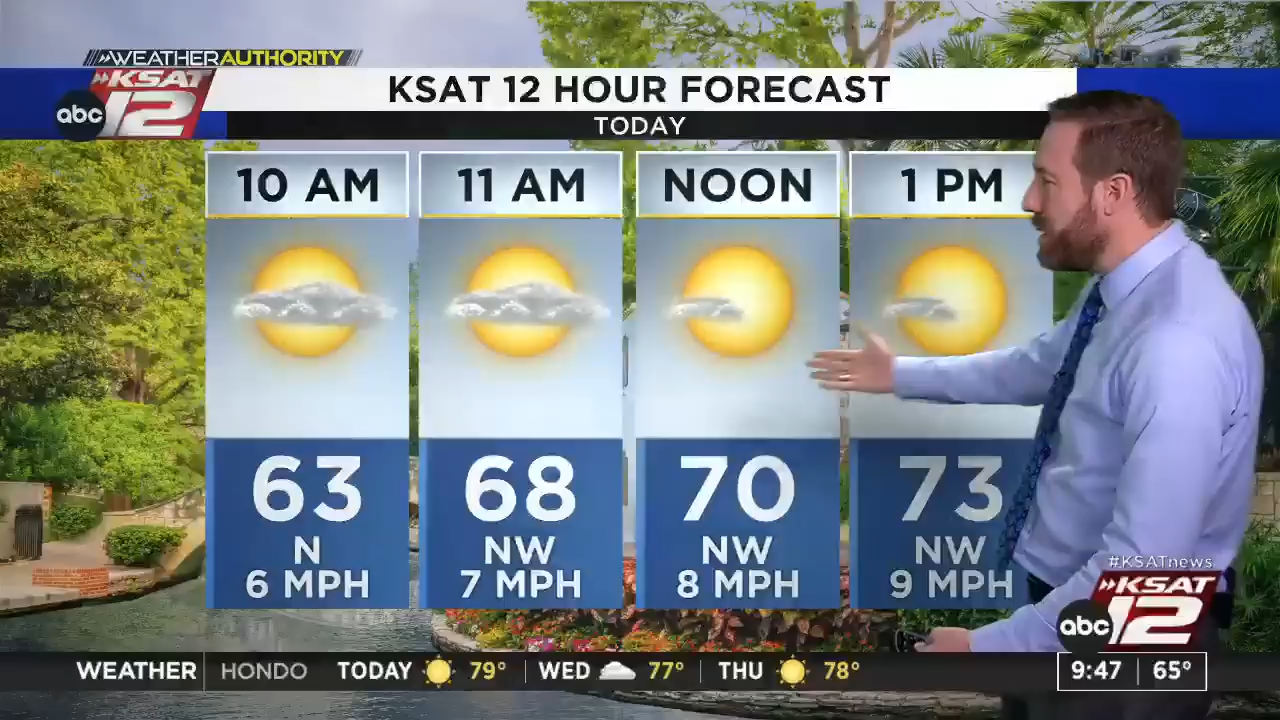 WEATHERAUTHORITY
KSAT
abc 12
KSAT 12 HOUR FORECAST
TODAY
10 AM 11 AM NOON 1 PM
63 68 70 73
N NW NW NW
6 MPH 7 MPH 8 MPH 9 MPH
#KSATnews
KSAT
abc 12
WEATHER HONDO TODAY 79° WED 77° THU 78° 9:47 65°